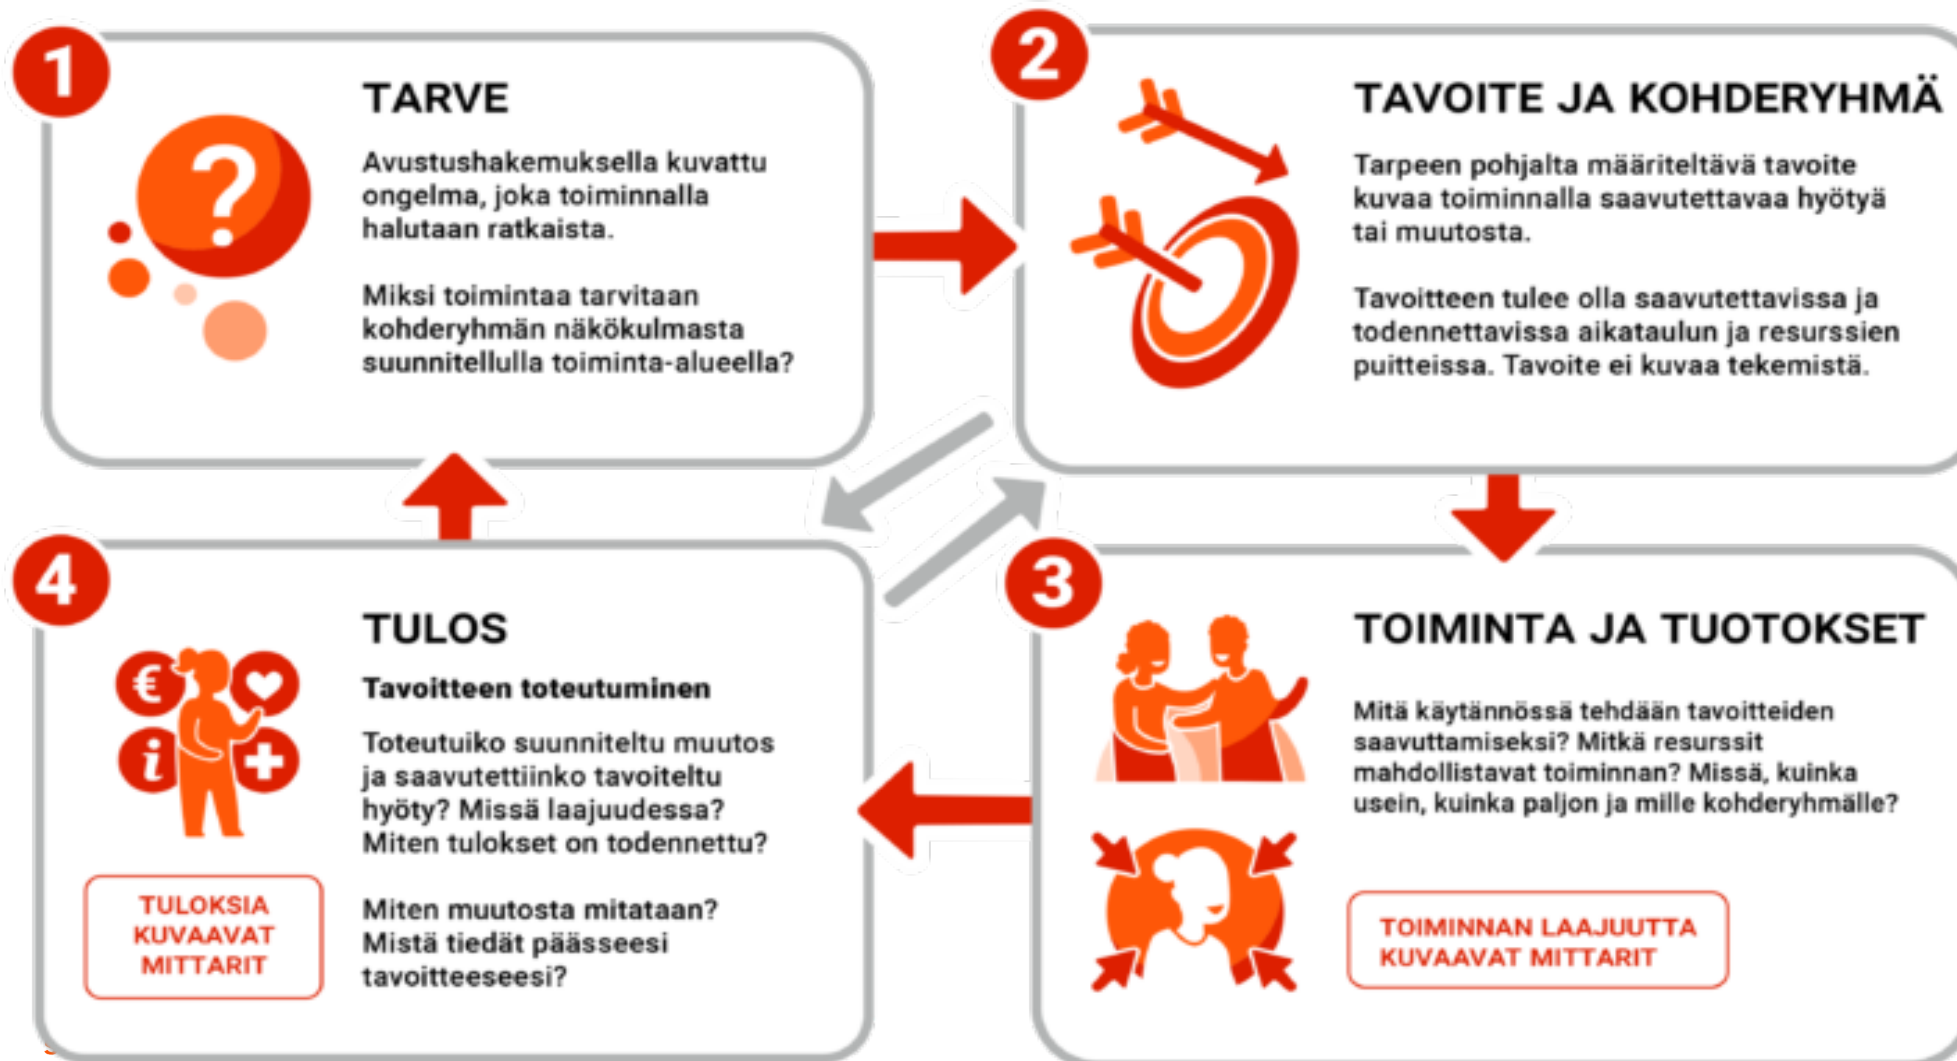 1
TARVE
Avustushakemuksella kuvattu
ongelma, joka toiminnalla
halutaan ratkaista.
Miksi toimintaa tarvitaan
kohderyhmän näkökulmasta
suunnitellulla toiminta-alueella?
2
TAVOITE JA KOHDERYHMÄ
Tarpeen pohjalta määriteltävä tavoite
kuvaa toiminnalla saavutettavaa hyötyä
tai muutosta.
Tavoitteen tulee olla saavutettavissa ja
todennettavissa aikataulun ja resurssien
puitteissa. Tavoite ei kuvaa tekemistä.
3
TOIMINTA JA TUOTOKSET
Mitä käytännössä tehdään tavoitteiden
saavuttamiseksi? Mitkä resurssit
mahdollistavat toiminnan? Missä, kuinka
usein, kuinka paljon ja mille kohderyhmälle?
TOIMINNAN LAAJUUTTA
KUVAAVAT MITTARIT
4
TULOS
Tavoitteen toteutuminen
Toteutuiko suunniteltu muutos
ja saavutettiinko tavoiteltu
hyöty? Missä laajuudessa?
Miten tulokset on todennettu?
Miten muutosta mitataan?
Mistä tiedät päässeesi
tavoitteeseesi?
TULOKSIA
KUVAAVAT
MITTARIT